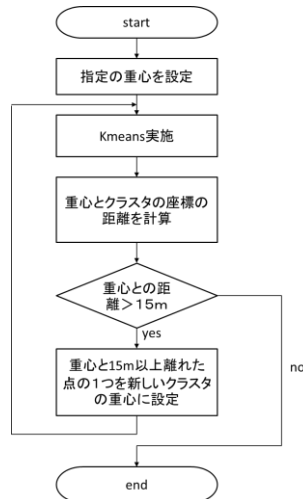 start
指定の重心を設定
Kmeans実施
重心とクラスタの座標の
距離を計算
重心との距
離＞１５ｍ
yes
no
重心と15m以上離れた
点の１つを新しいクラスタ
の重心に設定
end